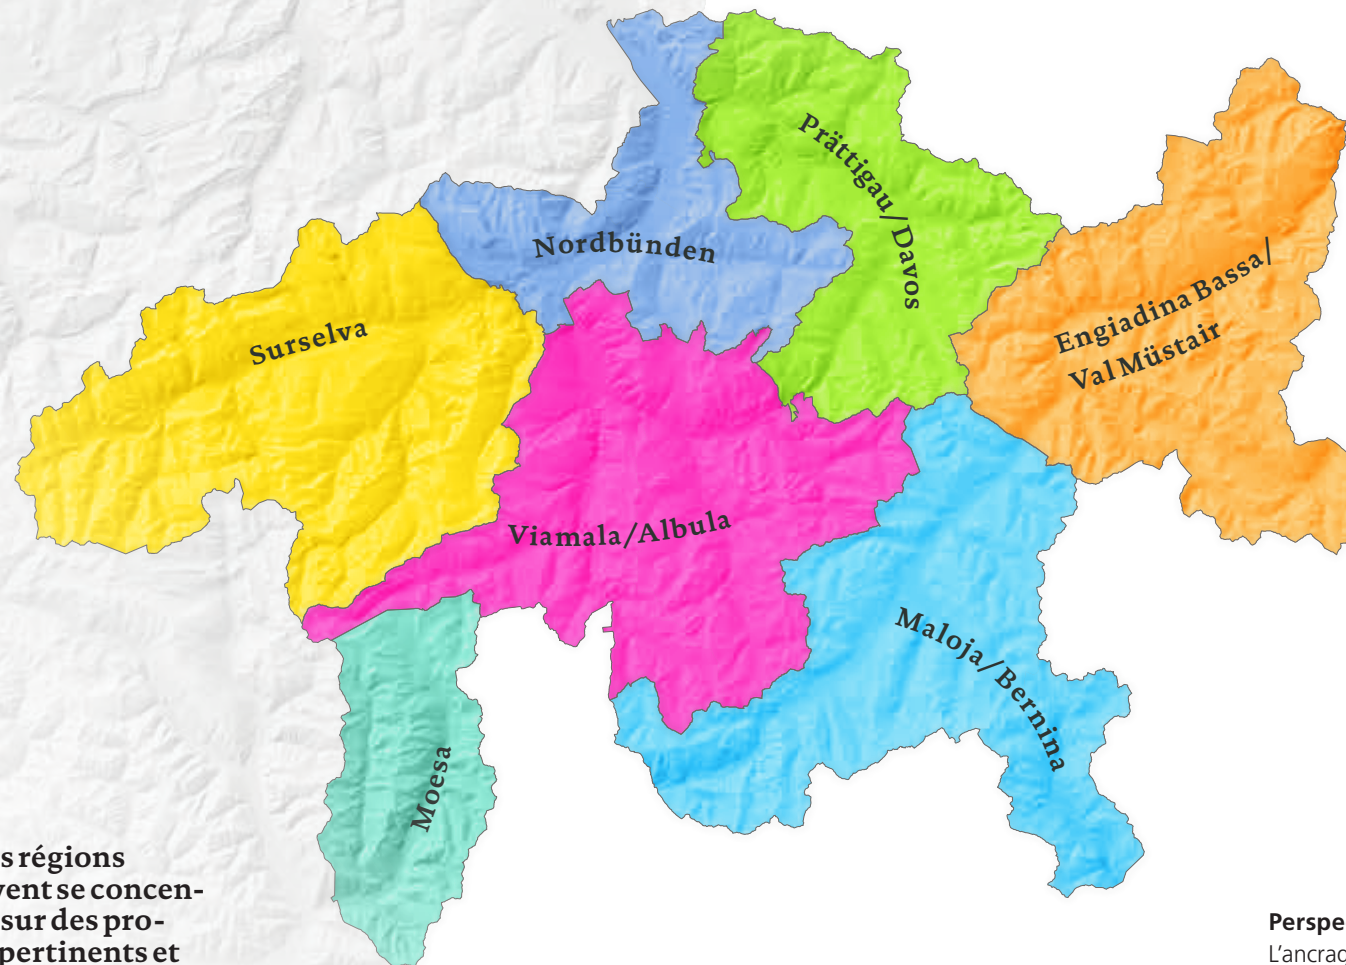 Prättigau/Davos
Nordbünden
Engiadina Bassa/
Val Müstair
Surselva
Viamala/Albula
Maloja/Bernina
Moesa
s régions
vent se concen-
sur des pro-
pertinents et
Perspe
L’ancrag